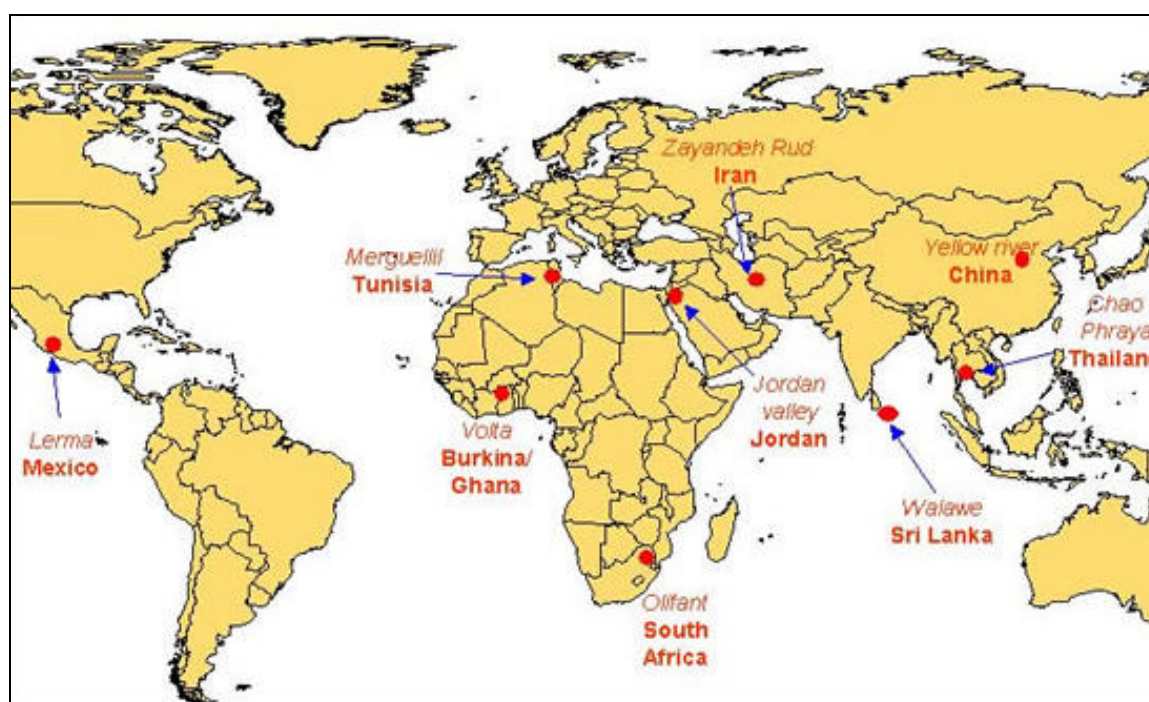 Zayandeh Rud
Iran
Merguellil
Tunisia
Yellow river
China
Chao
Phraya
Thailand
Jordan
valley
Jordan
Lerma
Mexico
Volta
Burkina/
Ghana
Walawe
Sri Lanka
Olifant
South
Africa